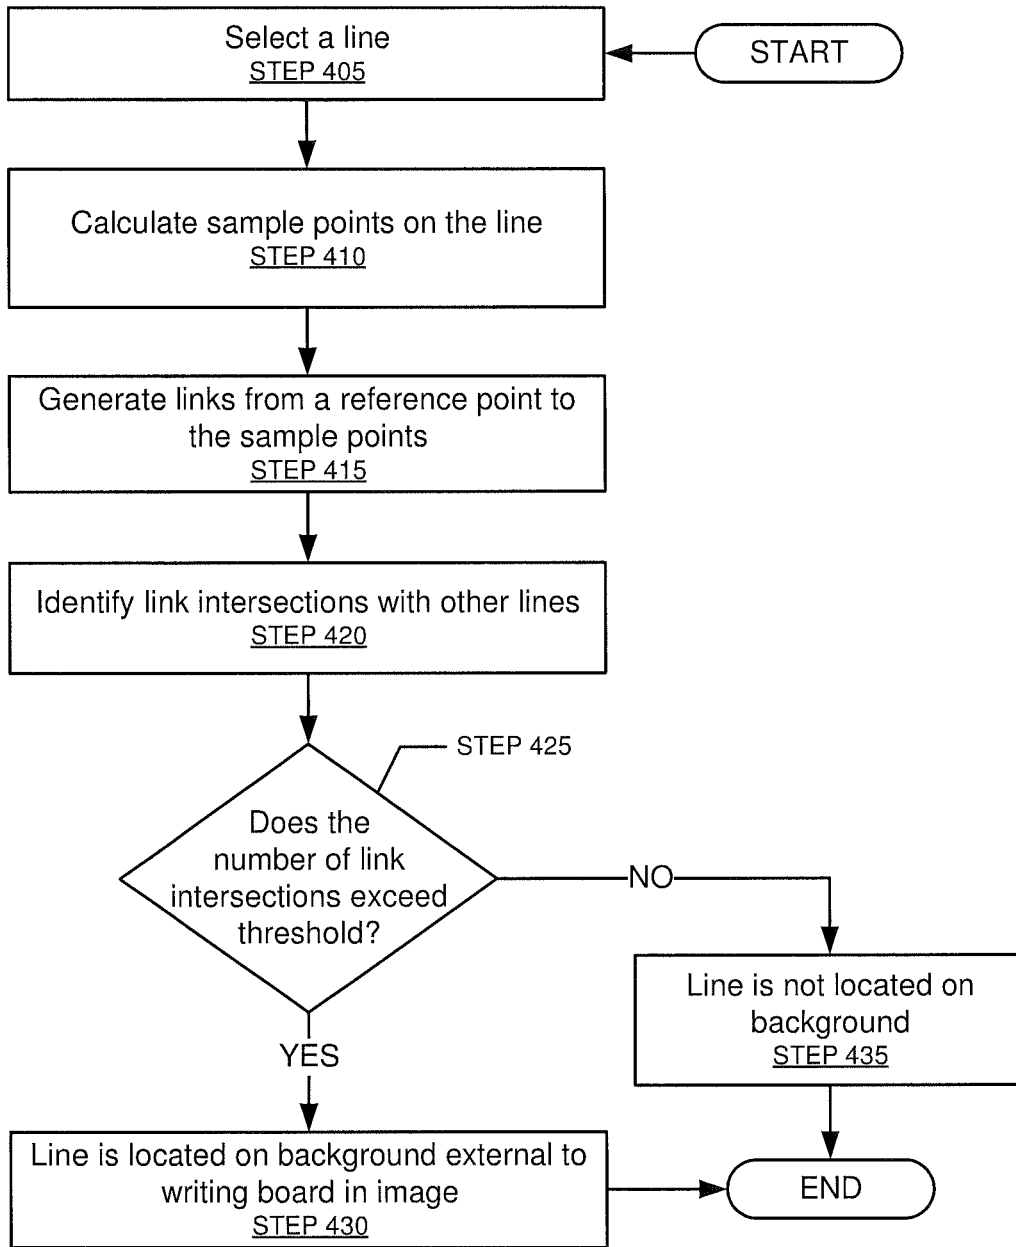 START
Select a line
STEP 405
Calculate sample points on the line
STEP 410
Generate links from a reference point to
the sample points
STEP 415
Identify link intersections with other lines
STEP 420
STEP 425
Does the
number of link
intersections exceed
threshold?
NO
YES
Line is not located on
background
STEP 435
Line is located on background external to
writing board in image
STEP 430
END